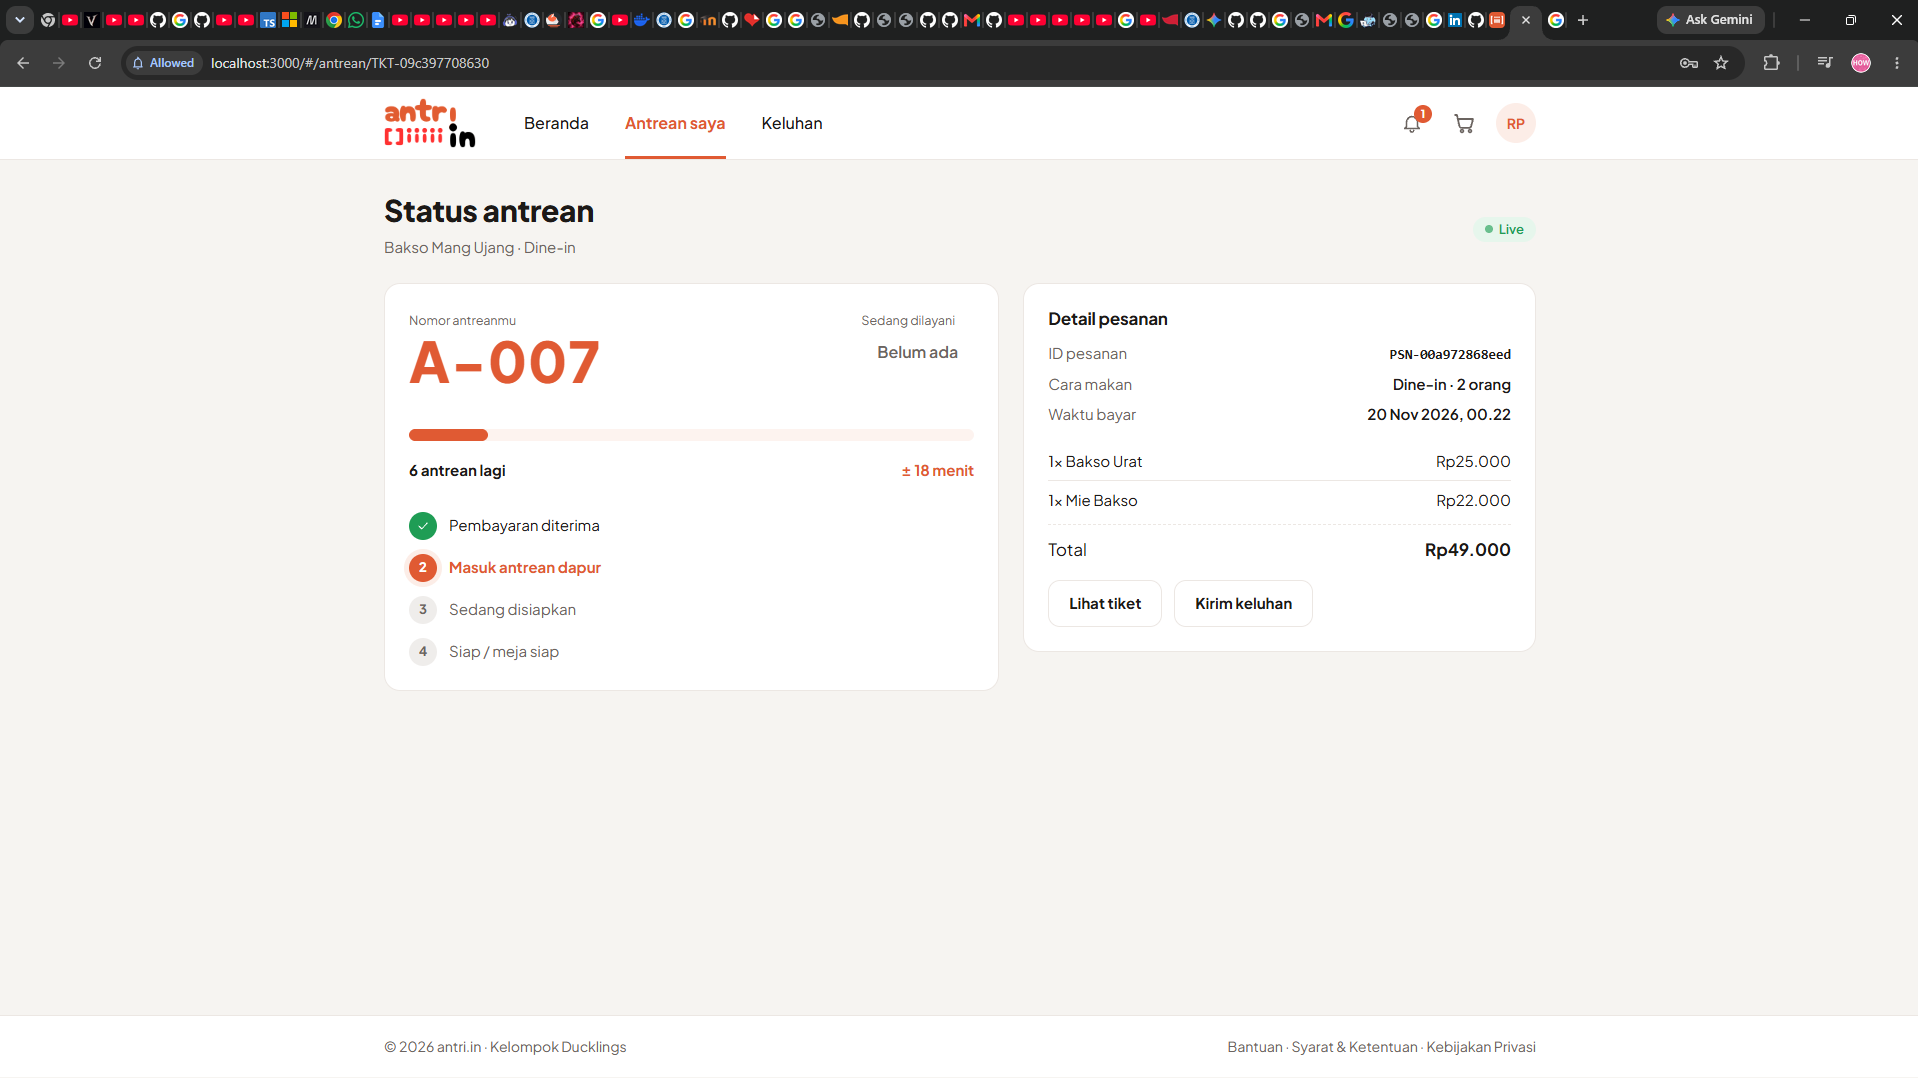 Ask Gemini
Allowed
localhost:3000/#/antrean/TKT-09c397708630
antri
in
Beranda
Antrean saya
Keluhan
1
RP
Status antrean
Bakso Mang Ujang · Dine-in
Live
Nomor antreanmu
A-007
Sedang dilayani
Belum ada
6 antrean lagi
± 18 menit
Pembayaran diterima
2 Masuk antrean dapur
3 Sedang disiapkan
4 Siap / meja siap
Detail pesanan
ID pesanan PSN-00a972868eed
Cara makan Dine-in · 2 orang
Waktu bayar 20 Nov 2026, 00.22
1× Bakso Urat Rp25.000
1× Mie Bakso Rp22.000
Total Rp49.000
Lihat tiket
Kirim keluhan
© 2026 antri.in · Kelompok Ducklings
Bantuan · Syarat & Ketentuan · Kebijakan Privasi